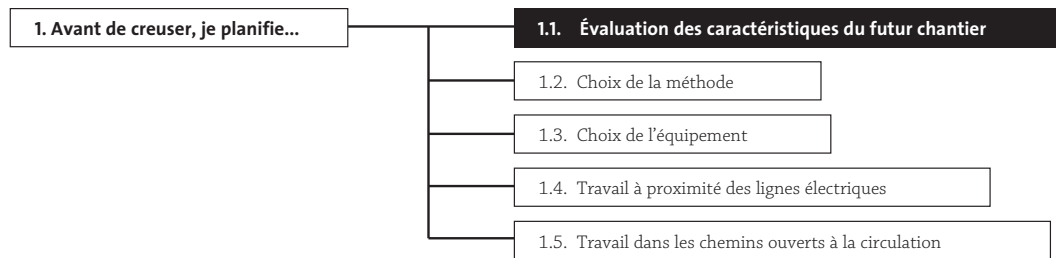 1. Avant de creuser, je planifie...
1.1. Évaluation des caractéristiques du futur chantier
1.2. Choix de la méthode
1.3. Choix de l'équipement
1.4. Travail à proximité des lignes électriques
1.5. Travail dans les chemins ouverts à la circulation